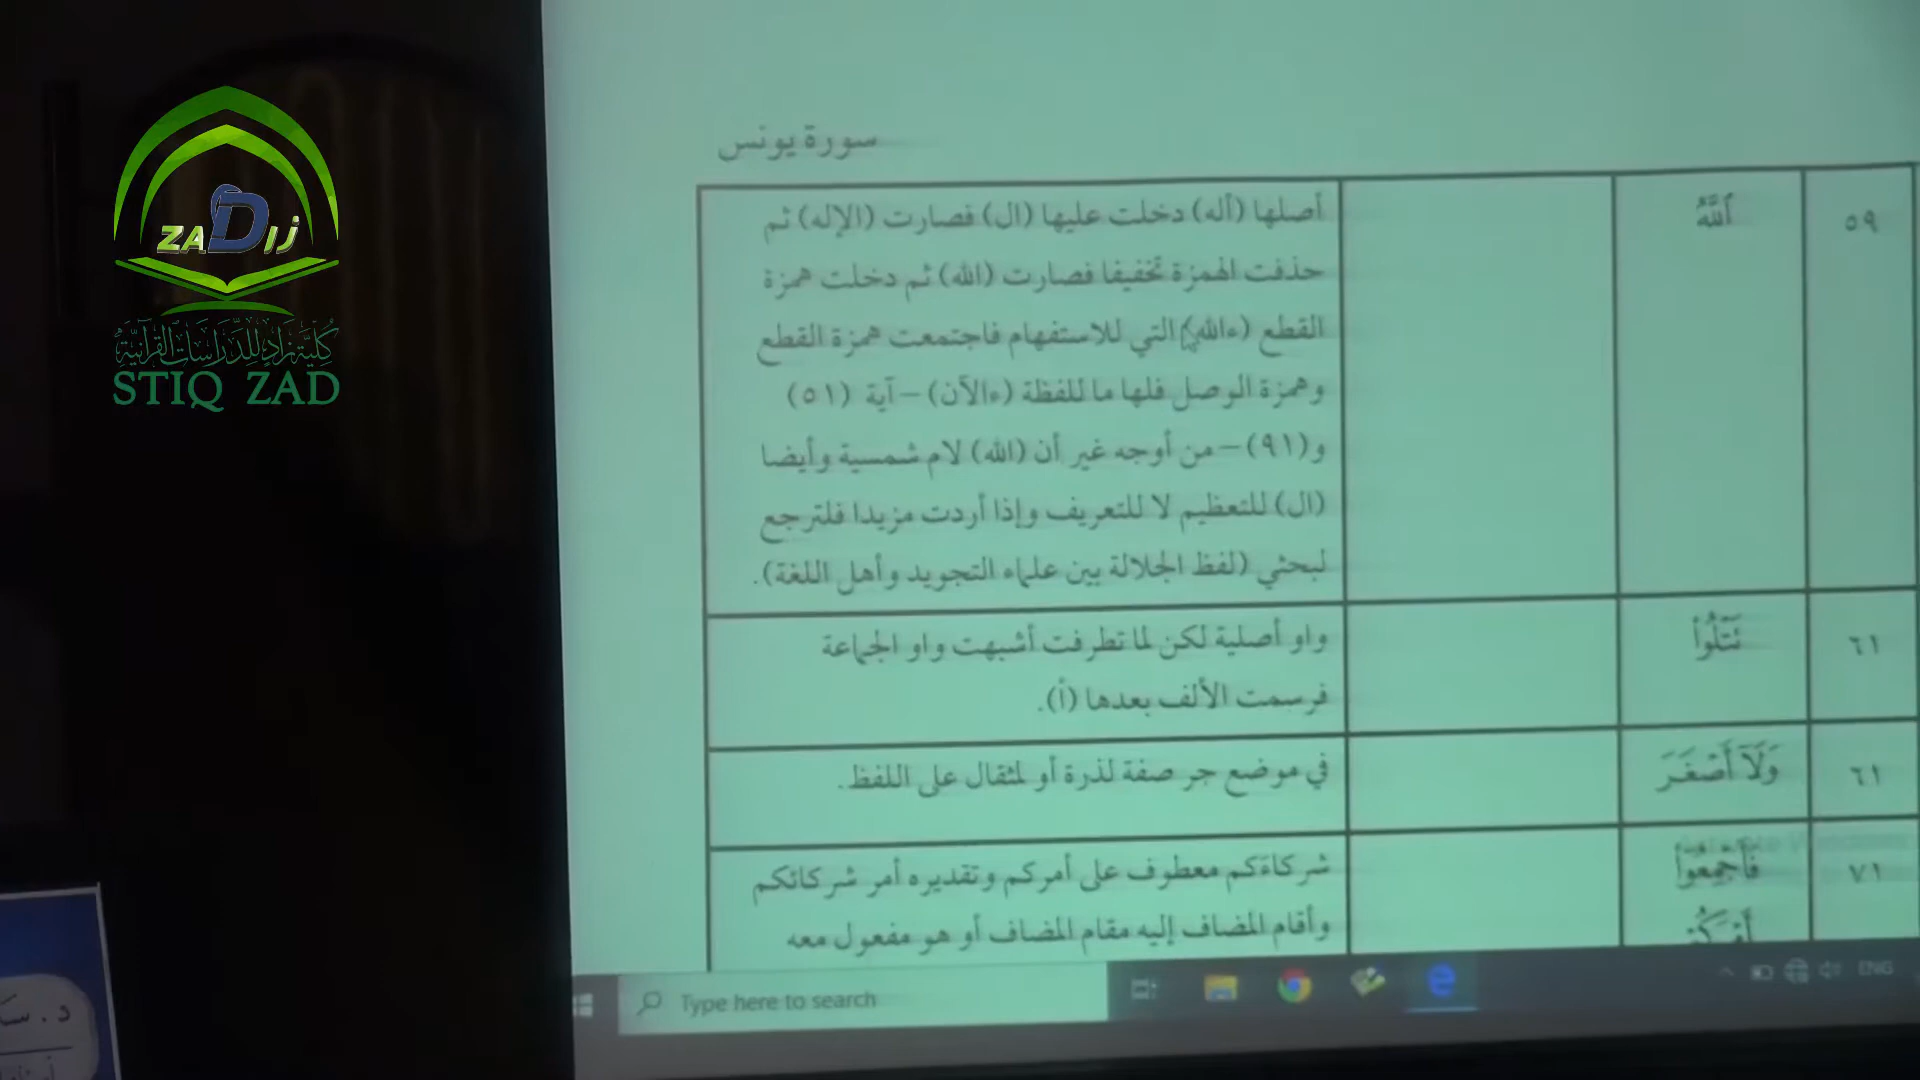 زاد
ZAD
كلية زاد للدراسات القرآنية
STIQ ZAD
سورة يونس
٥٩
ءَآللَّهُ
أصلها (أله) دخلت عليها (ال) فصارت (الإله) ثم
حذفت الهمزة تخفيفا فصارت (الله) ثم دخلت همزة
القطع (ءالله) التي للاستفهام فاجتمعت همزة القطع
وهمزة الوصل فلها ما للفظة (ءالآن) – آية (٥١)
و(٩١) – من أوجه غير أن (الله) لام شمسية وأيضا
(ال) للتعظيم لا للتعريف وإذا أردت مزيدا فلترجع
لبحثي (لفظ الجلالة بين علماء التجويد وأهل اللغة).
٦١
تَتْلُوا۟
واو أصلية لكن لما تطرفت أشبهت واو الجماعة
فرسمت الألف بعدها (أ).
٦١
وَلَآ أَصْغَرَ
في موضع جر صفة لذرة أو لمثقال على اللفظ.
٧١
فَأَجْمِعُوٓا۟
أَمْرَكُمْ
شركاءكم معطوف على أمركم وتقديره أمر شركائكم
وأقام المضاف إليه مقام المضاف أو هو مفعول معه
Type here to search
ENG
د.